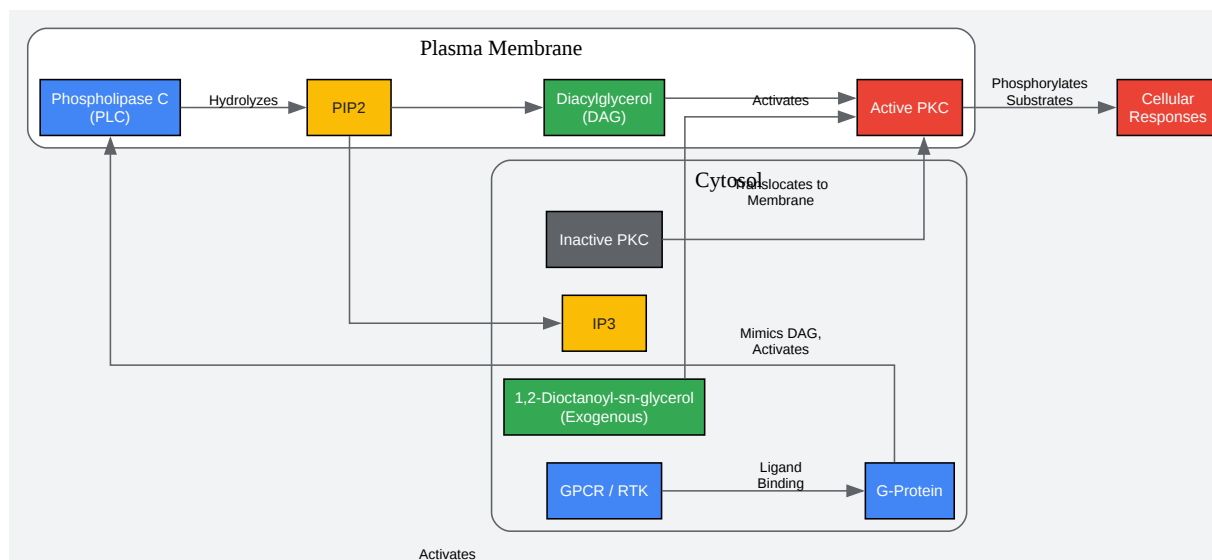 Plasma Membrane
Phospholipase C
(PLC)
Hydrolyzes
PIP2
Diacylglycerol
(DAG)
Activates
Active PKC
Phosphorylates
Substrates
Cellular
Responses
Cytosol
Translocates to
Membrane
Inactive PKC
IP3
Mimics DAG,
Activates
1,2-Dioctanoyl-sn-glycerol
(Exogenous)
GPCR / RTK
Ligand
Binding
G-Protein
Activates